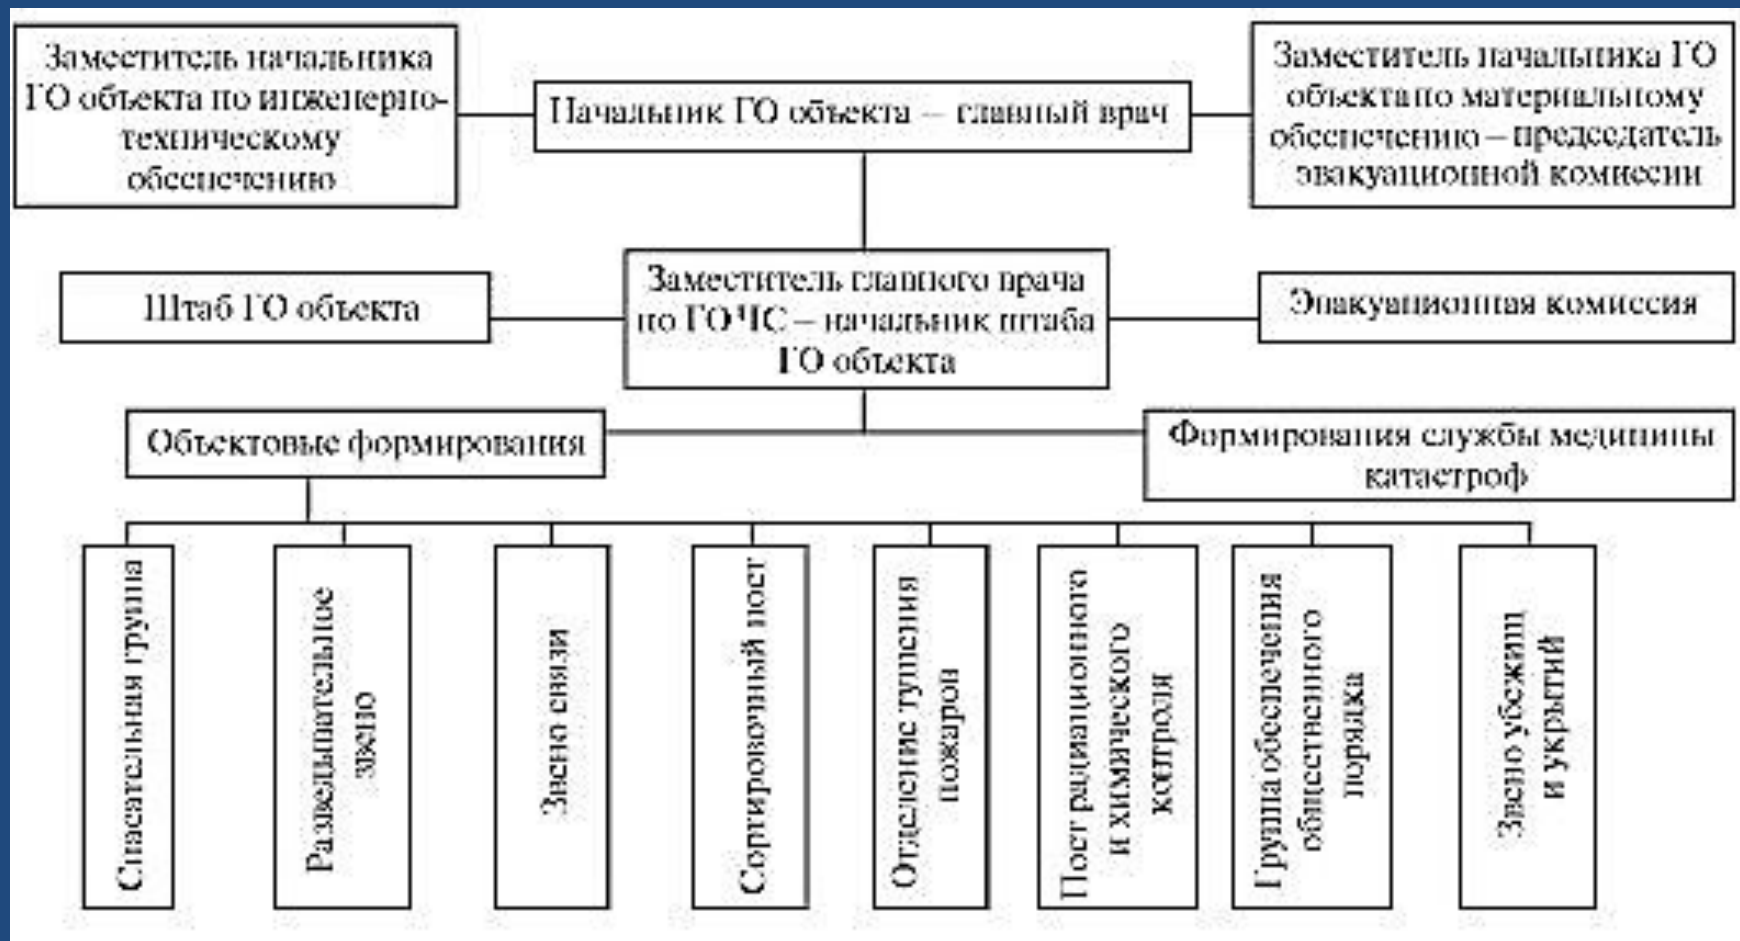 Заместитель начальника
ГО объекта по инженерно-
техническому
обеспечению
Начальник ГО объекта – главный врач
Заместитель начальника ГО
объекта по материальному
обеспечению – председатель
эвакуационной комиссии
Штаб ГО объекта
Заместитель главного врача
по ГОЧС – начальник штаба
ГО объекта
Эвакуационная комиссия
Объектовые формирования
Формирования службы медицины
катастроф
Спасательная группа
Разведывательное
звено
Звено связи
Сортировочный пост
Отделение тушения
пожаров
Пост радиационного
и химического
контроля
Группа обеспечения
общественного
порядка
Звено убежищ
и укрытий